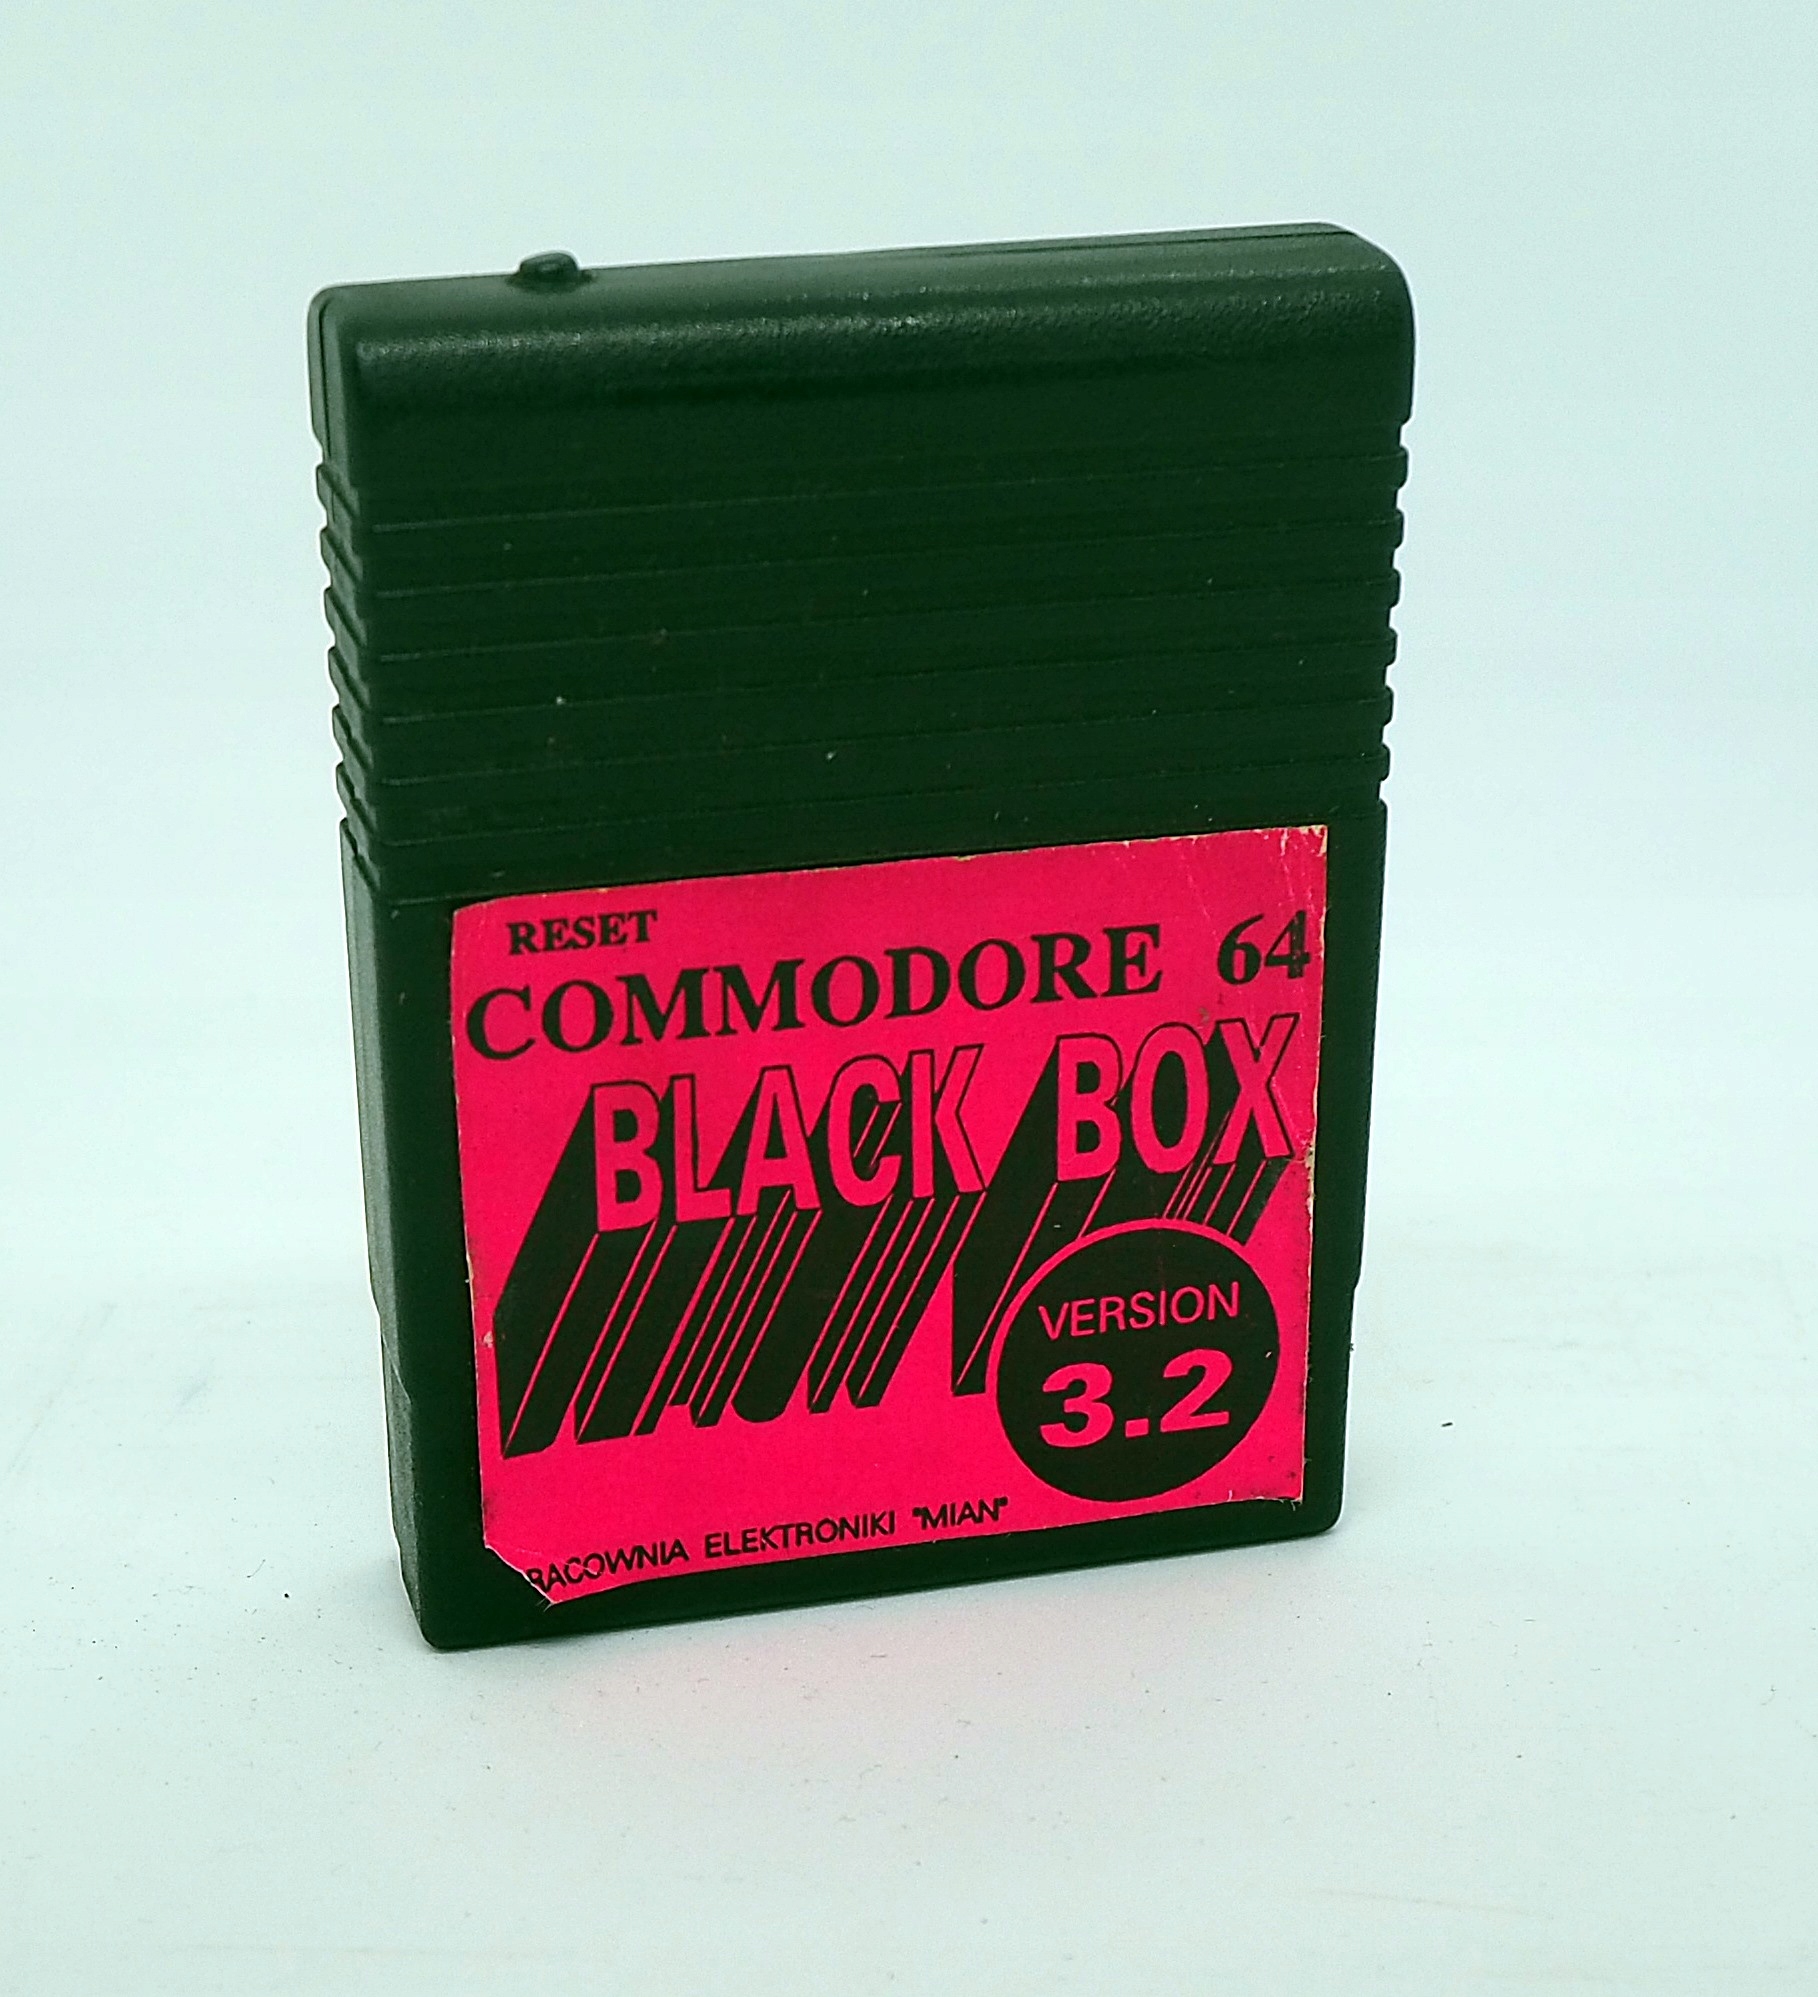 RESET
COMMODORE 64
BLACK BOX
VERSION
3.2
RACOWNIA ELEKTRONIKI "MIAN"